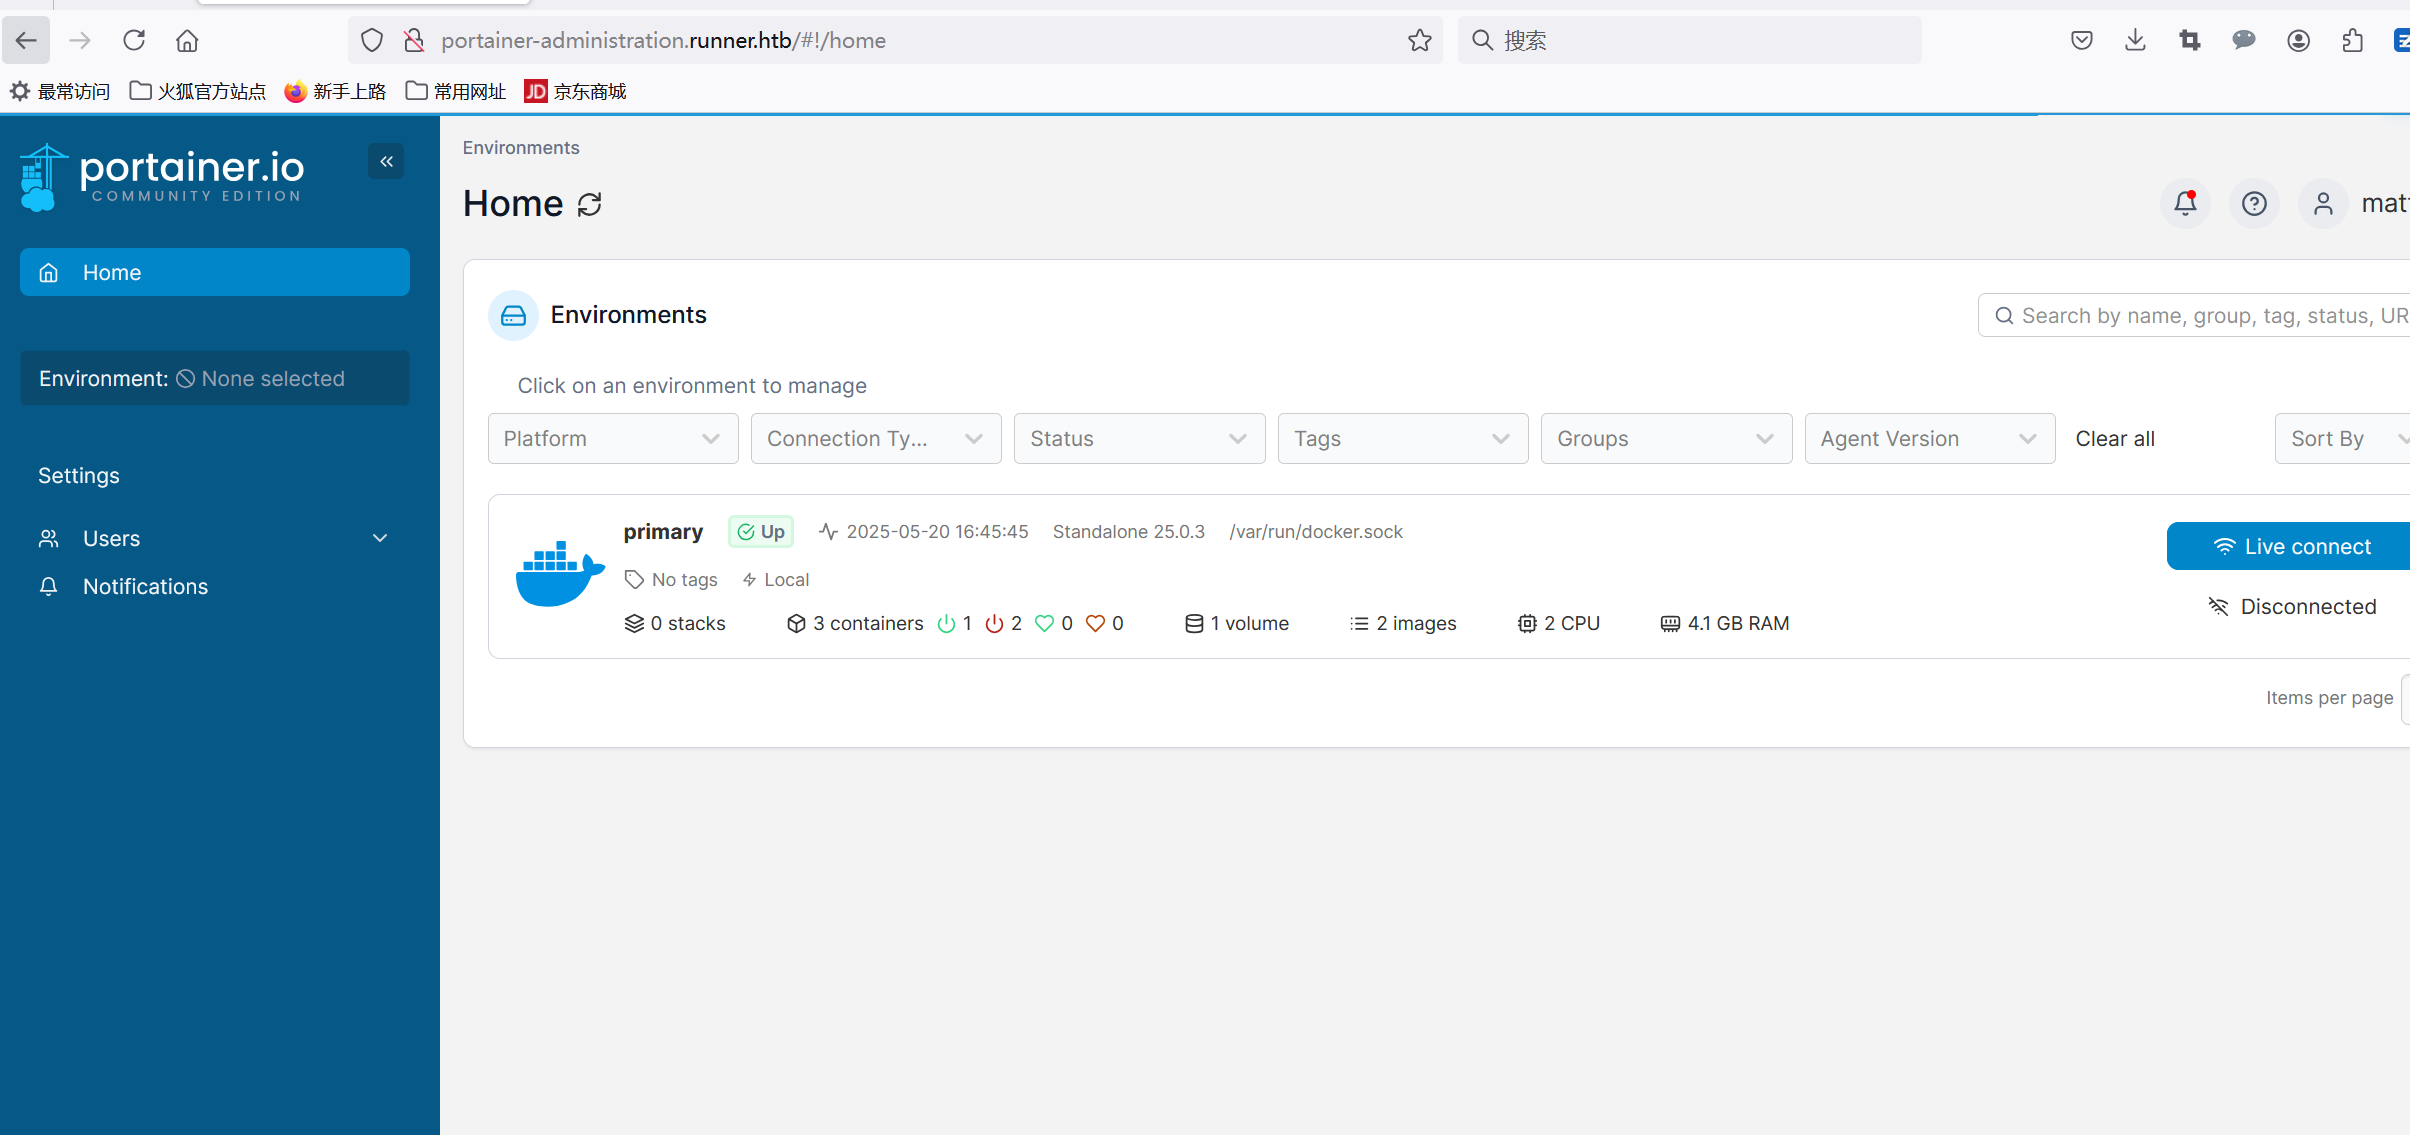 portainer-administration.runner.htb/#!/home
搜索
最常访问 火狐官方站点 新手上路 常用网址 JD 京东商城
portainer.io
COMMUNITY EDITION
Home
Environment: None selected
Settings
Users
Notifications
Environments
Home
mat
Environments
Search by name, group, tag, status, UR
Click on an environment to manage
Platform Connection Ty... Status Tags Groups Agent Version Clear all Sort By
primary Up 2025-05-20 16:45:45 Standalone 25.0.3 /var/run/docker.sock
No tags Local
0 stacks 3 containers 1 2 0 0 1 volume 2 images 2 CPU 4.1 GB RAM
Live connect
Disconnected
Items per page